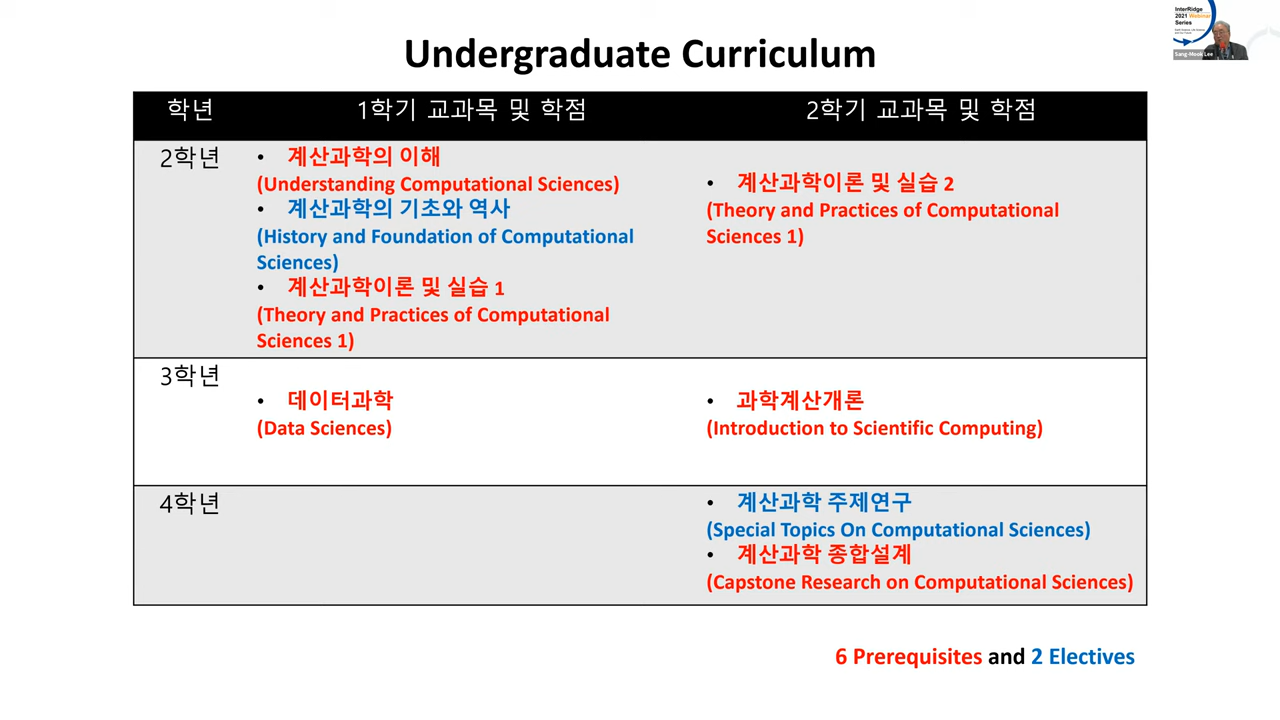 InterRidge
2021 Webinar
Series
Sang-Mook Lee
Undergraduate Curriculum
학년
1학기 교과목 및 학점
2학기 교과목 및 학점
2학년
• 계산과학의 이해
(Understanding Computational Sciences)
• 계산과학의 기초와 역사
(History and Foundation of Computational
Sciences)
• 계산과학이론 및 실습 1
(Theory and Practices of Computational
Sciences 1)
• 계산과학이론 및 실습 2
(Theory and Practices of Computational
Sciences 1)
3학년
• 데이터과학
(Data Sciences)
• 과학계산개론
(Introduction to Scientific Computing)
4학년
• 계산과학 주제연구
(Special Topics On Computational Sciences)
• 계산과학 종합설계
(Capstone Research on Computational Sciences)
6 Prerequisites and 2 Electives